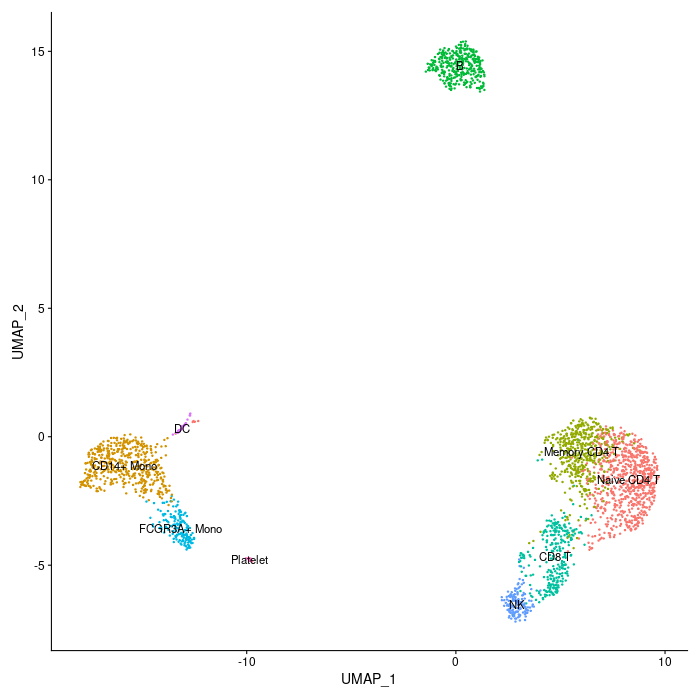 15
B
10
5
UMAP_2
DC
0
Memory CD4 T
CD14+ Mono
Naive CD4 T
FCGR3A+ Mono
CD8 T
Platelet
-5
NK
-10
0
10
UMAP_1